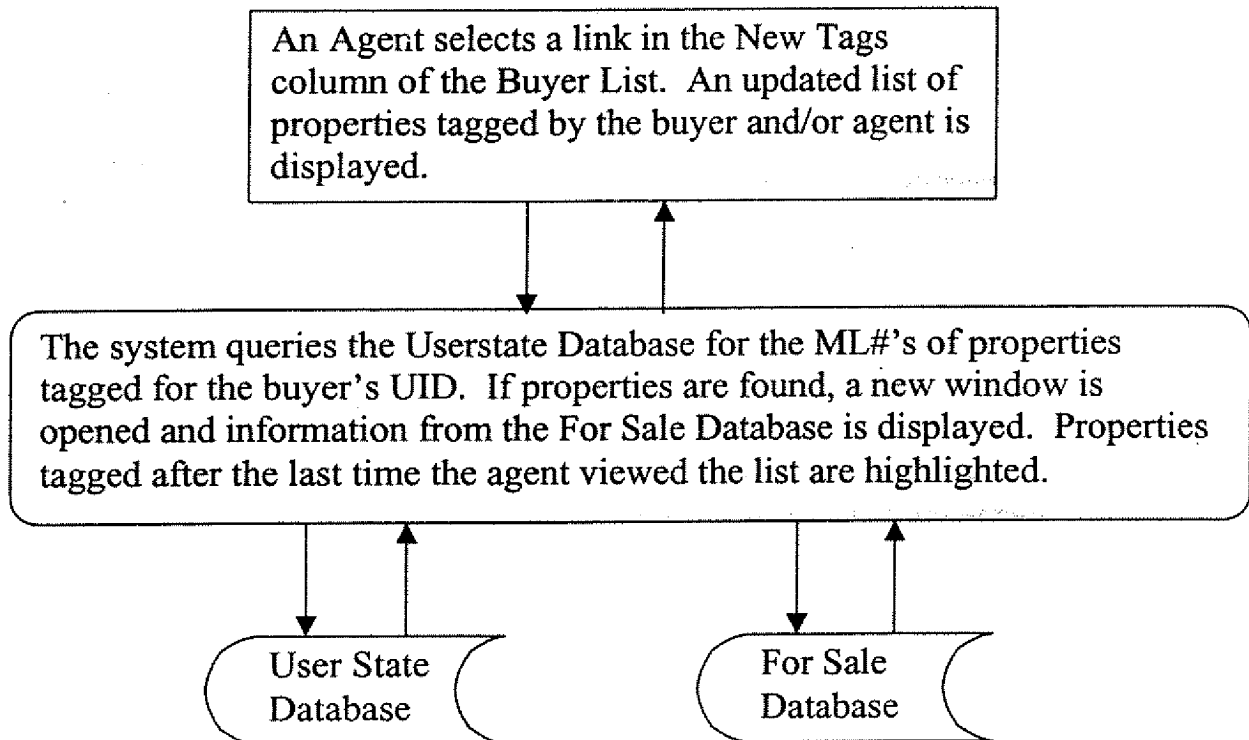 An Agent selects a link in the New Tags
column of the Buyer List.  An updated list of
properties tagged by the buyer and/or agent is
displayed.
The system queries the Userstate Database for the ML#'s of properties
tagged for the buyer's UID.  If properties are found, a new window is
opened and information from the For Sale Database is displayed.  Properties
tagged after the last time the agent viewed the list are highlighted.
User State
Database
For Sale
Database